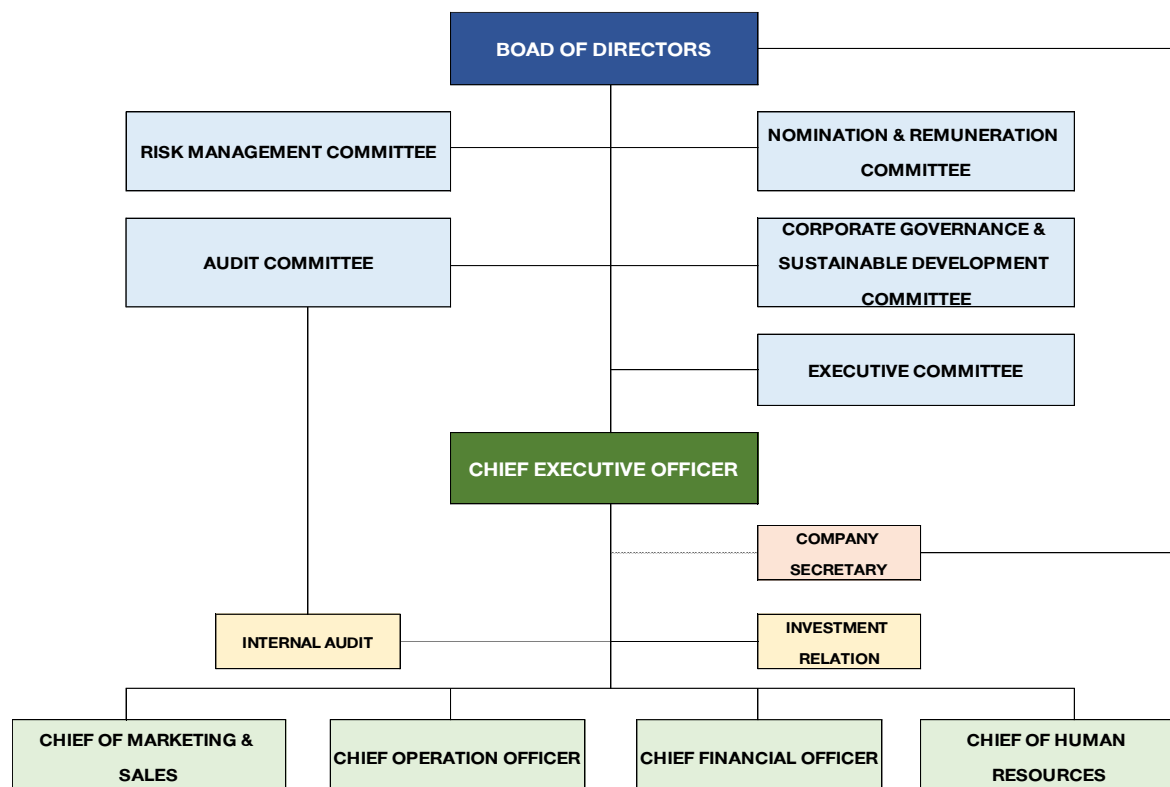 BOAD OF DIRECTORS
RISK MANAGEMENT COMMITTEE
NOMINATION & REMUNERATION
COMMITTEE
AUDIT COMMITTEE
CORPORATE GOVERNANCE &
SUSTAINABLE DEVELOPMENT
COMMITTEE
EXECUTIVE COMMITTEE
CHIEF EXECUTIVE OFFICER
COMPANY
SECRETARY
INTERNAL AUDIT
INVESTMENT
RELATION
CHIEF OF MARKETING &
SALES
CHIEF OPERATION OFFICER
CHIEF FINANCIAL OFFICER
CHIEF OF HUMAN
RESOURCES